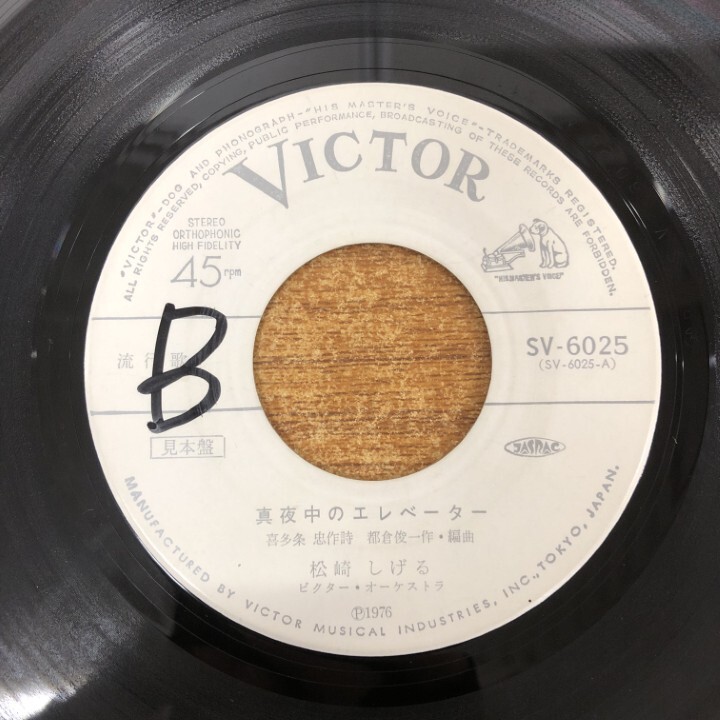 "VICTOR"-DOG AND PHONOGRAPH-"HIS MASTER'S VOICE"-TRADEMARKS REGISTERED.
ALL RIGHTS RESERVED, COPYING, PUBLIC PERFORMANCE, BROADCASTING OF THESE RECORDS ARE FORBIDDEN.
VICTOR
STEREO
ORTHOPHONIC
HIGH FIDELITY
45rpm
"HIS MASTER'S VOICE"
流行歌
B
SV-6025
(SV-6025-A)
見本盤
JASRAC
真夜中のエレベーター
喜多条 忠作詩 都倉俊一作・編曲
松崎 しげる
ビクター・オーケストラ
Ⓟ1976
MANUFACTURED BY VICTOR MUSICAL INDUSTRIES, INC., TOKYO, JAPAN.